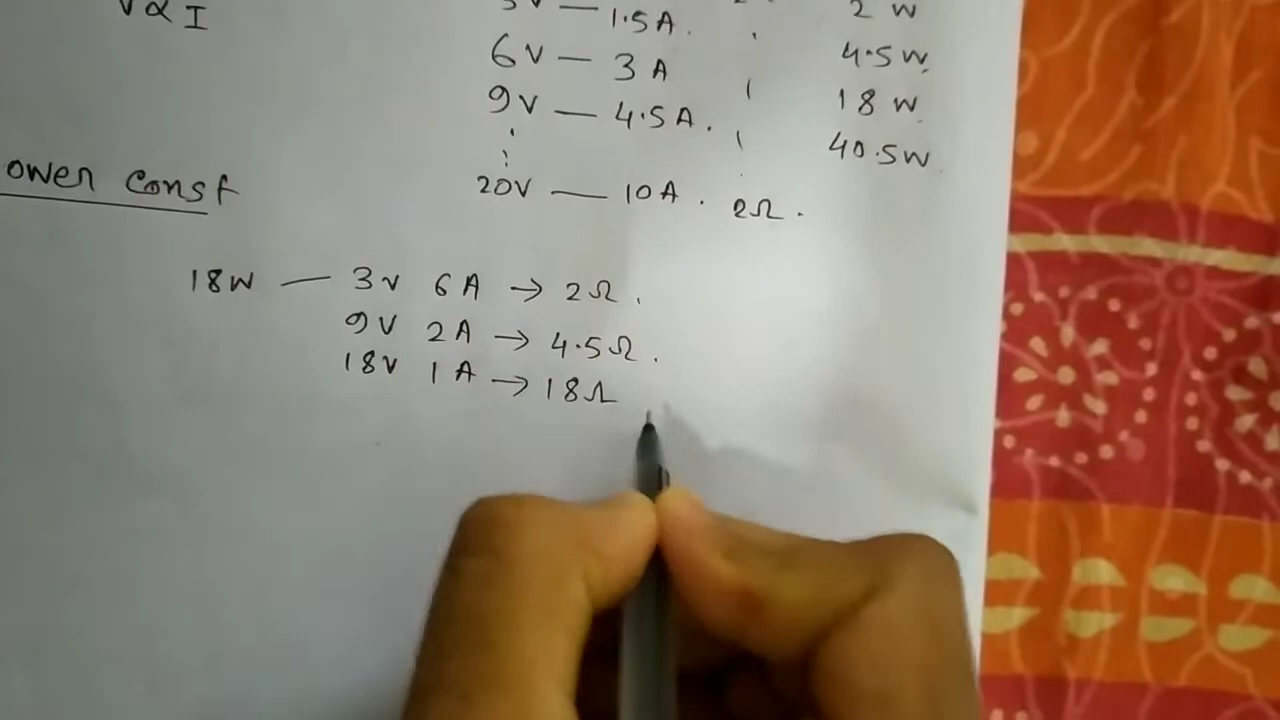 V ∝ I
1.5A.
2 W
6V — 3A
4.5W.
9V — 4.5A.
18 W
40.5W
20V — 10A. 2Ω.
ower const
18W — 3v 6A → 2Ω.
9V 2A → 4.5Ω.
18V 1A → 18Ω